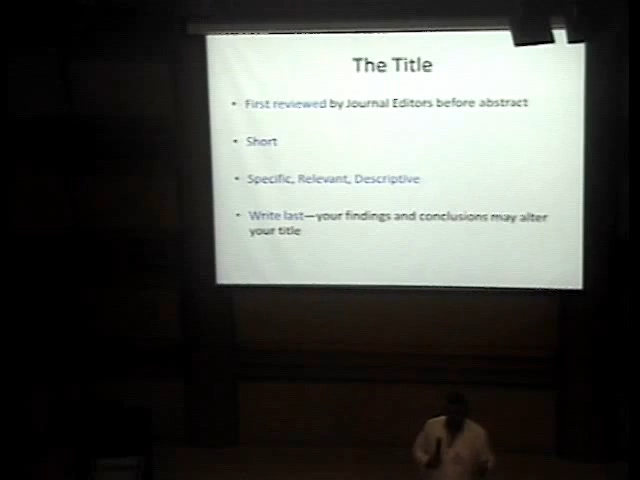 The Title
• First reviewed by Journal Editors before abstract
• Short
• Specific, Relevant, Descriptive
• Write last—your findings and conclusions may alter
your title